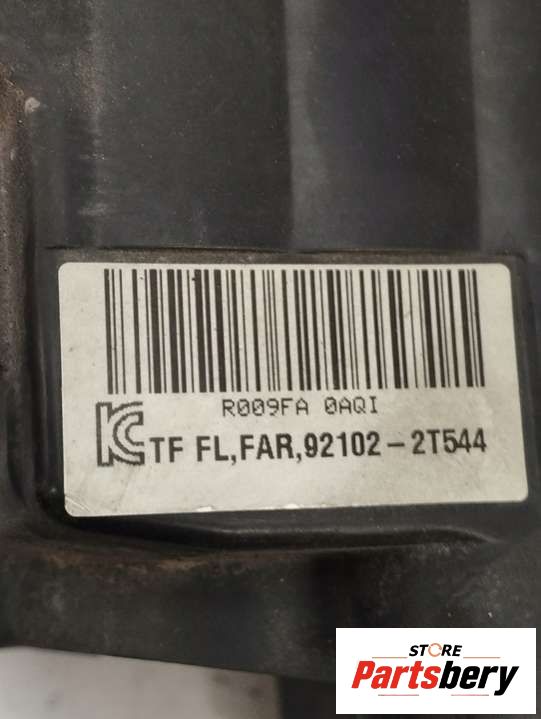 R009FA 0AQI
KC TF FL,FAR,92102-2T544
STORE
Partsbery